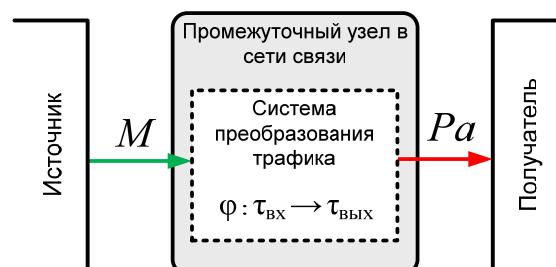 Источник
M
Промежуточный узел в
сети связи
Система
преобразования
трафика
φ : τвх → τвых
Pa
Получатель